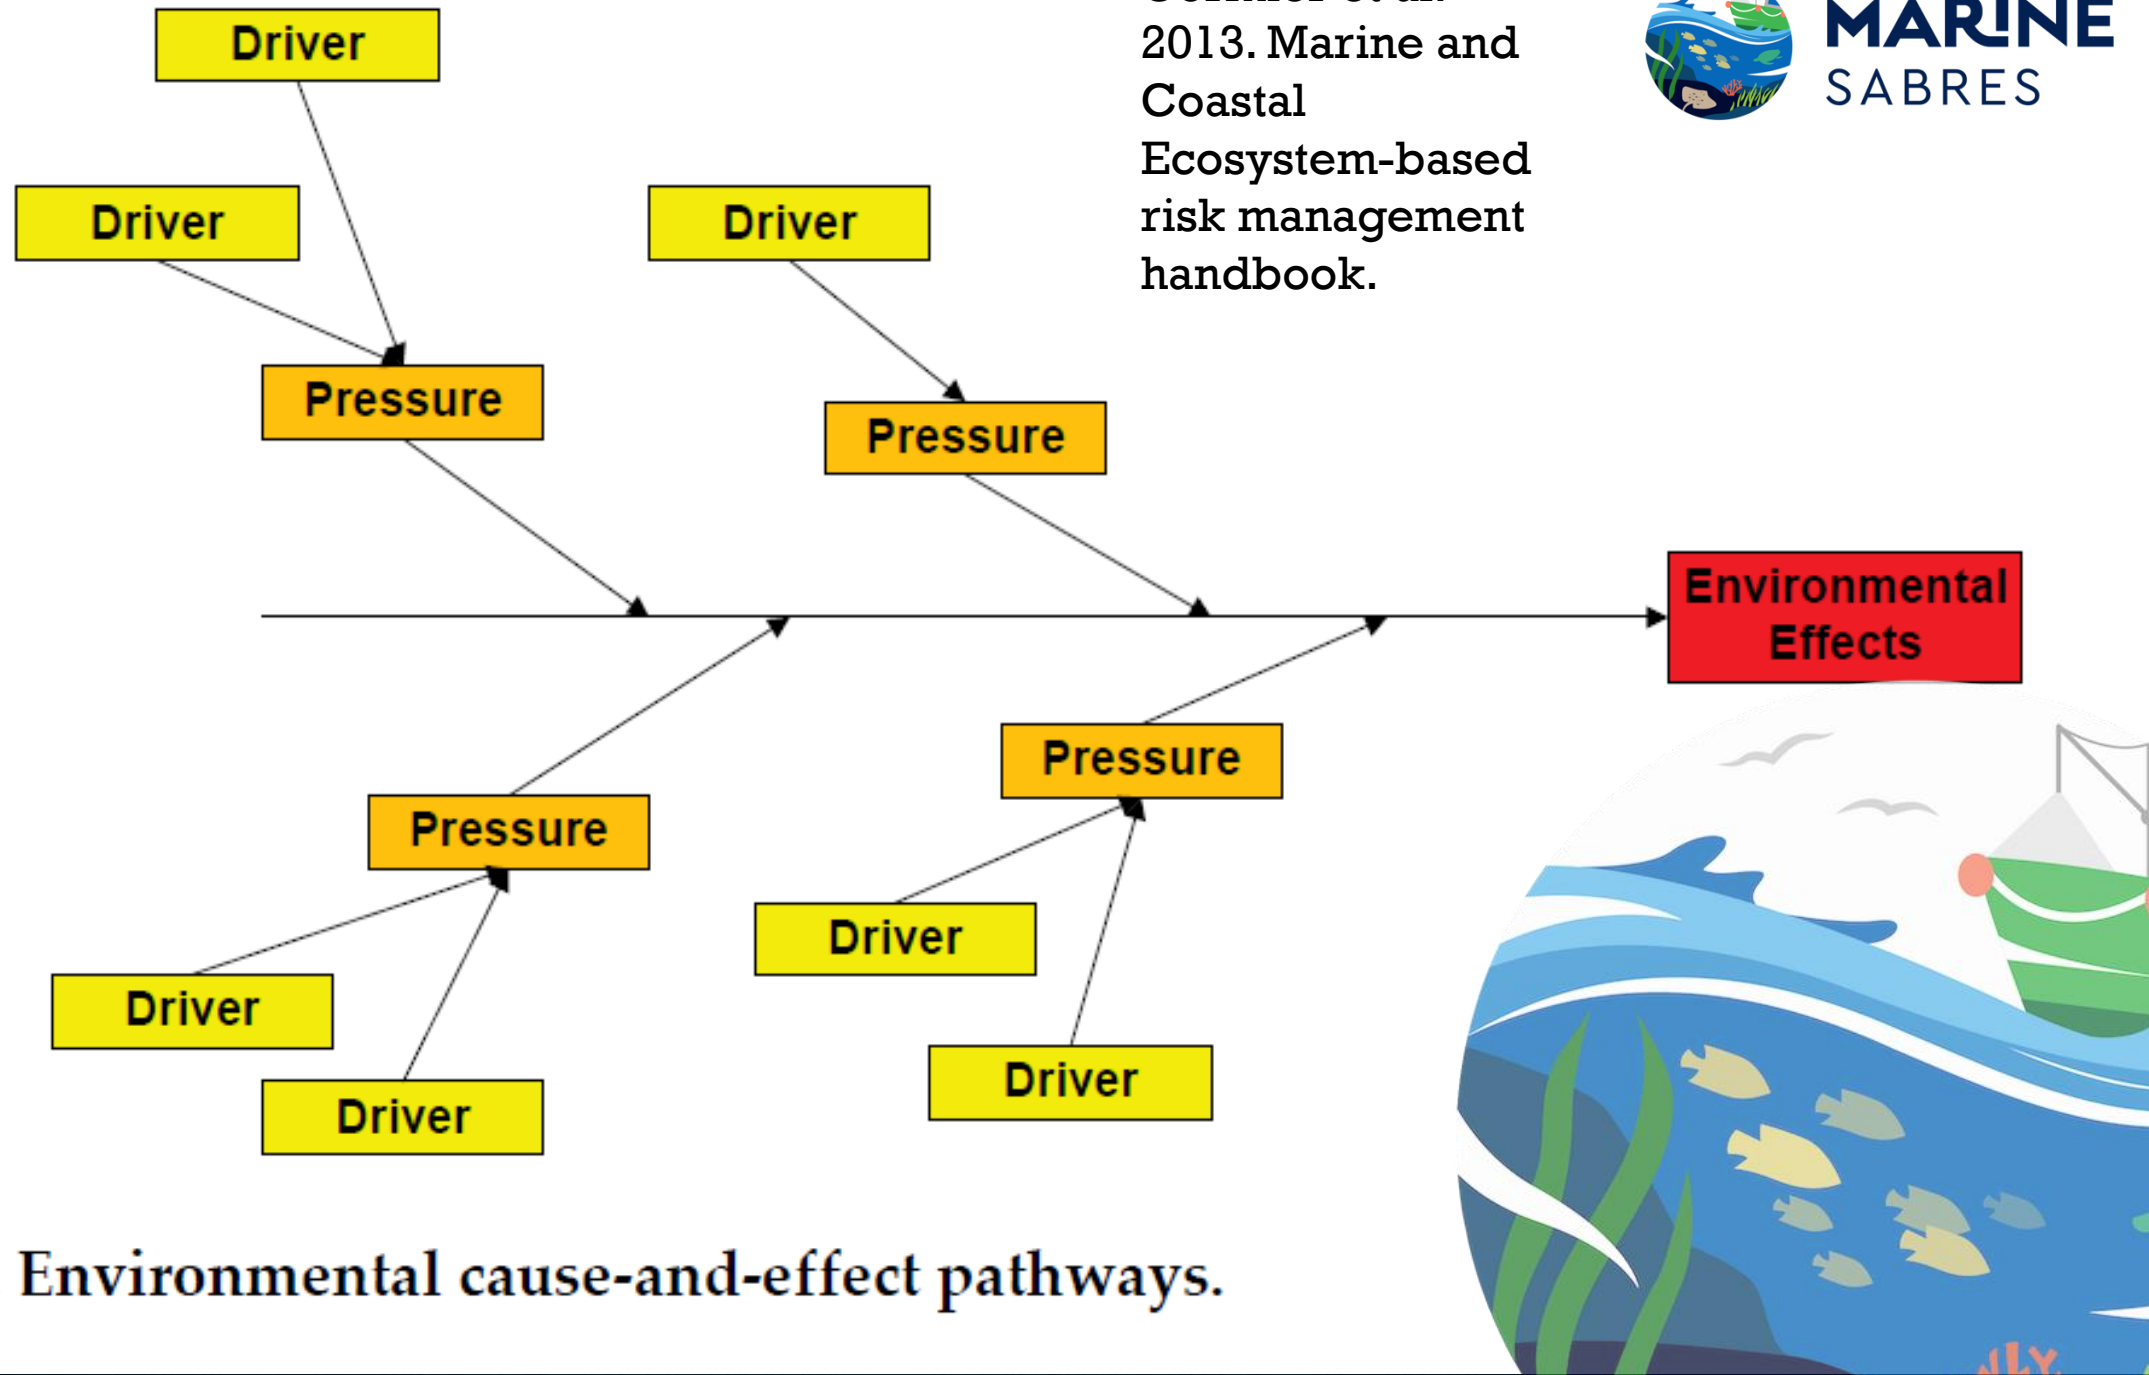 Driver
2013. Marine and
Coastal
Ecosystem-based
risk management
handbook.
MARINE
SABRES
Driver
Driver
Pressure
Pressure
Environmental
Effects
Pressure
Pressure
Driver
Driver
Driver
Driver
Environmental cause-and-effect pathways.